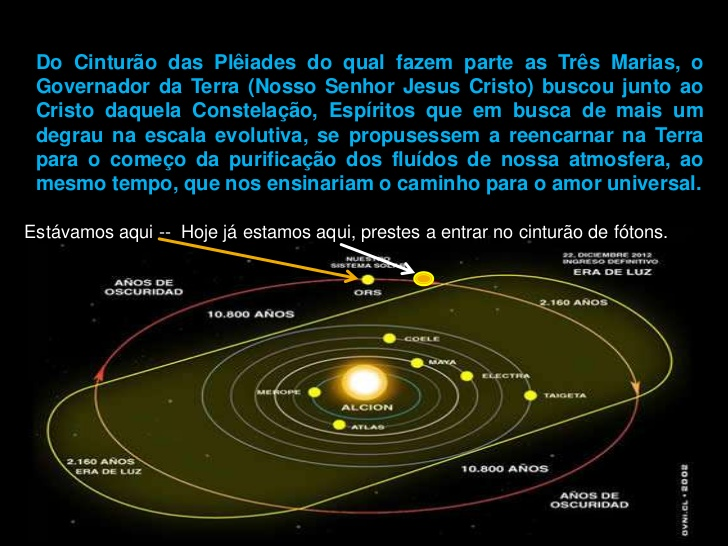 Do Cinturão das Plêiades do qual fazem parte as Três Marias, o
Governador da Terra (Nosso Senhor Jesus Cristo) buscou junto ao
Cristo daquela Constelação, Espíritos que em busca de mais um
degrau na escala evolutiva, se propusessem a reencarnar na Terra
para o começo da purificação dos fluídos de nossa atmosfera, ao
mesmo tempo, que nos ensinariam o caminho para o amor universal.
Estávamos aqui -- Hoje já estamos aqui, prestes a entrar no cinturão de fótons.
NUESTRO
SISTEMA SOLAR
ORS
22. DICIEMBRE 2012
INGRESO DEFINITIVO
ERA DE LUZ
AÑOS DE
OSCURIDAD
2.160 AÑOS
10.800 AÑOS
COELE
MAYA
ELECTRA
MEROPE
TAIGETA
ALCION
ATLAS
2.160 AÑOS
ERA DE LUZ
10.800 AÑOS
AÑOS DE
OSCURIDAD
OVNI.CL • 2002